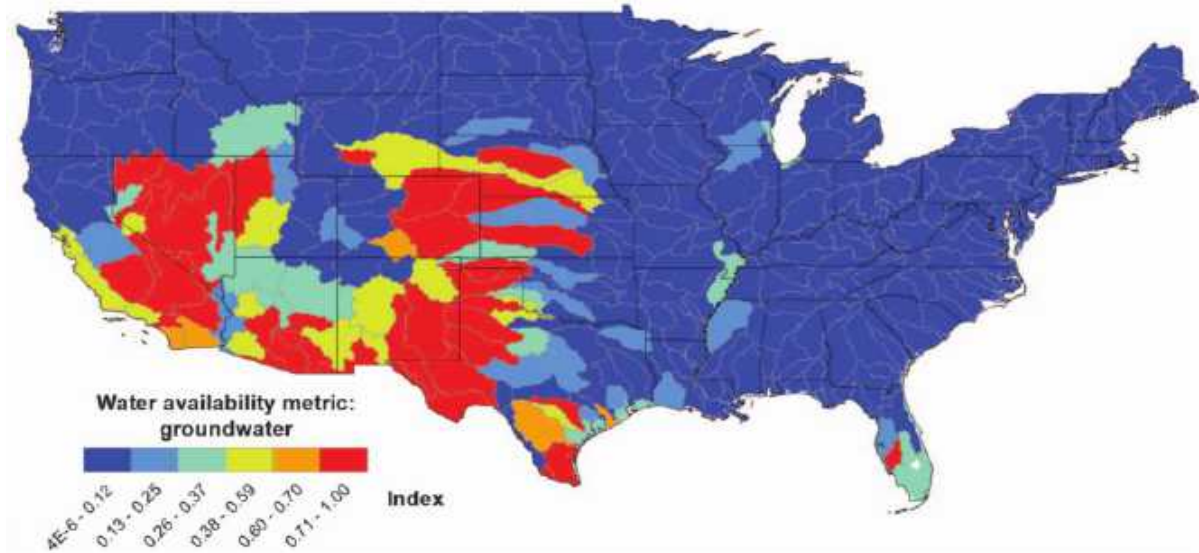 Water availability metric:
groundwater
4E-6 - 0.12
0.13 - 0.25
0.26 - 0.37
0.38 - 0.59
0.60 - 0.70
0.71 - 1.00
Index